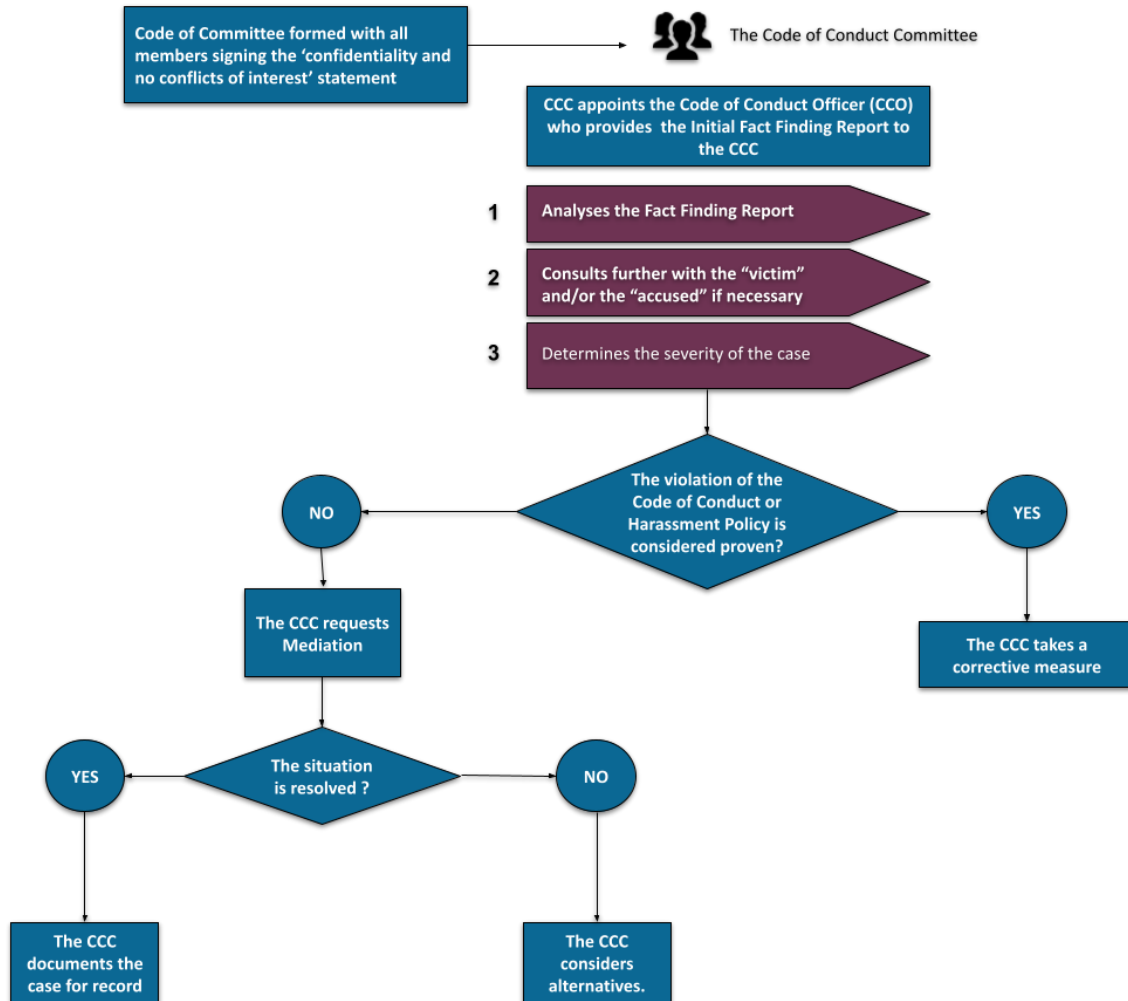 Code of Committee formed with all
members signing the ‘confidentiality and
no conflicts of interest’ statement
The Code of Conduct Committee
CCC appoints the Code of Conduct Officer (CCO)
who provides  the Initial Fact Finding Report to
the CCC
1
Analyses the Fact Finding Report
2
Consults further with the “victim”
and/or the “accused” if necessary
3
Determines the severity of the case
The violation of the
Code of Conduct or
Harassment Policy is
considered proven?
NO
YES
The CCC requests
Mediation
The CCC takes a
corrective measure
The situation
is resolved ?
YES
NO
The CCC
documents the
case for record
The CCC
considers
alternatives.